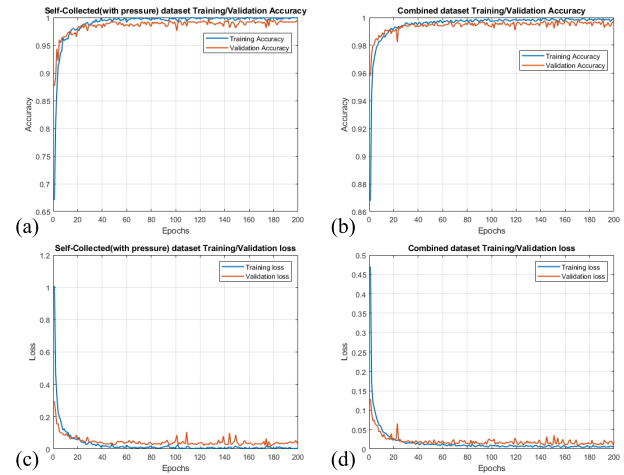 Self-Collected(with pressure) dataset Training/Validation Accuracy
1
0.95
0.9
0.85
0.8
0.75
0.7
0.65
Accuracy
Training Accuracy
Validation Accuracy
0 20 40 60 80 100 120 140 160 180 200
Epochs
(a)
Combined dataset Training/Validation Accuracy
1
0.98
0.96
0.94
0.92
0.9
0.88
0.86
Accuracy
Training Accuracy
Validation Accuracy
0 20 40 60 80 100 120 140 160 180 200
Epochs
(b)
Self-Collected(with pressure) dataset Training/Validation loss
1.2
1
0.8
0.6
0.4
0.2
0
Loss
Training loss
Validation loss
0 20 40 60 80 100 120 140 160 180 200
Epochs
(c)
Combined dataset Training/Validation loss
0.5
0.45
0.4
0.35
0.3
0.25
0.2
0.15
0.1
0.05
0
Loss
Training loss
Validation loss
0 20 40 60 80 100 120 140 160 180 200
Epochs
(d)